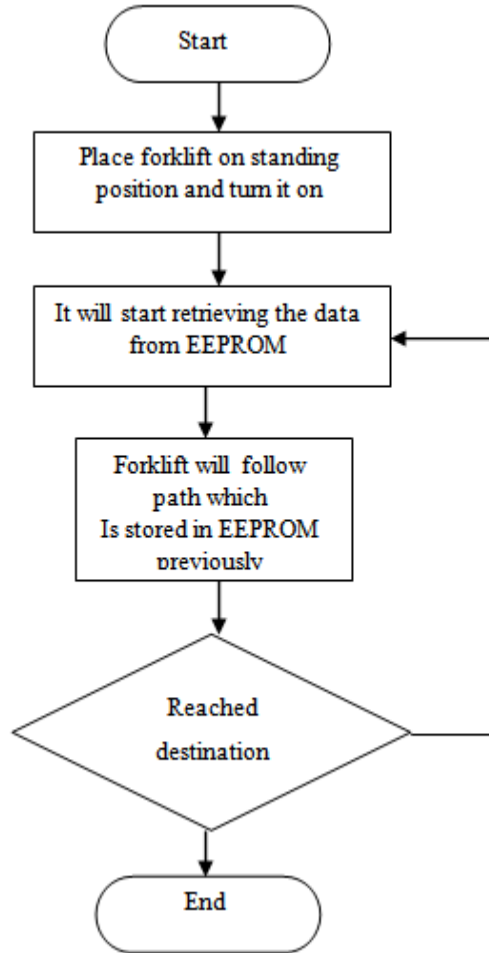 Start
Place forklift on standing
position and turn it on
It will start retrieving the data
from EEPROM
Forklift will follow
path which
Is stored in EEPROM
previously
Reached
destination
End